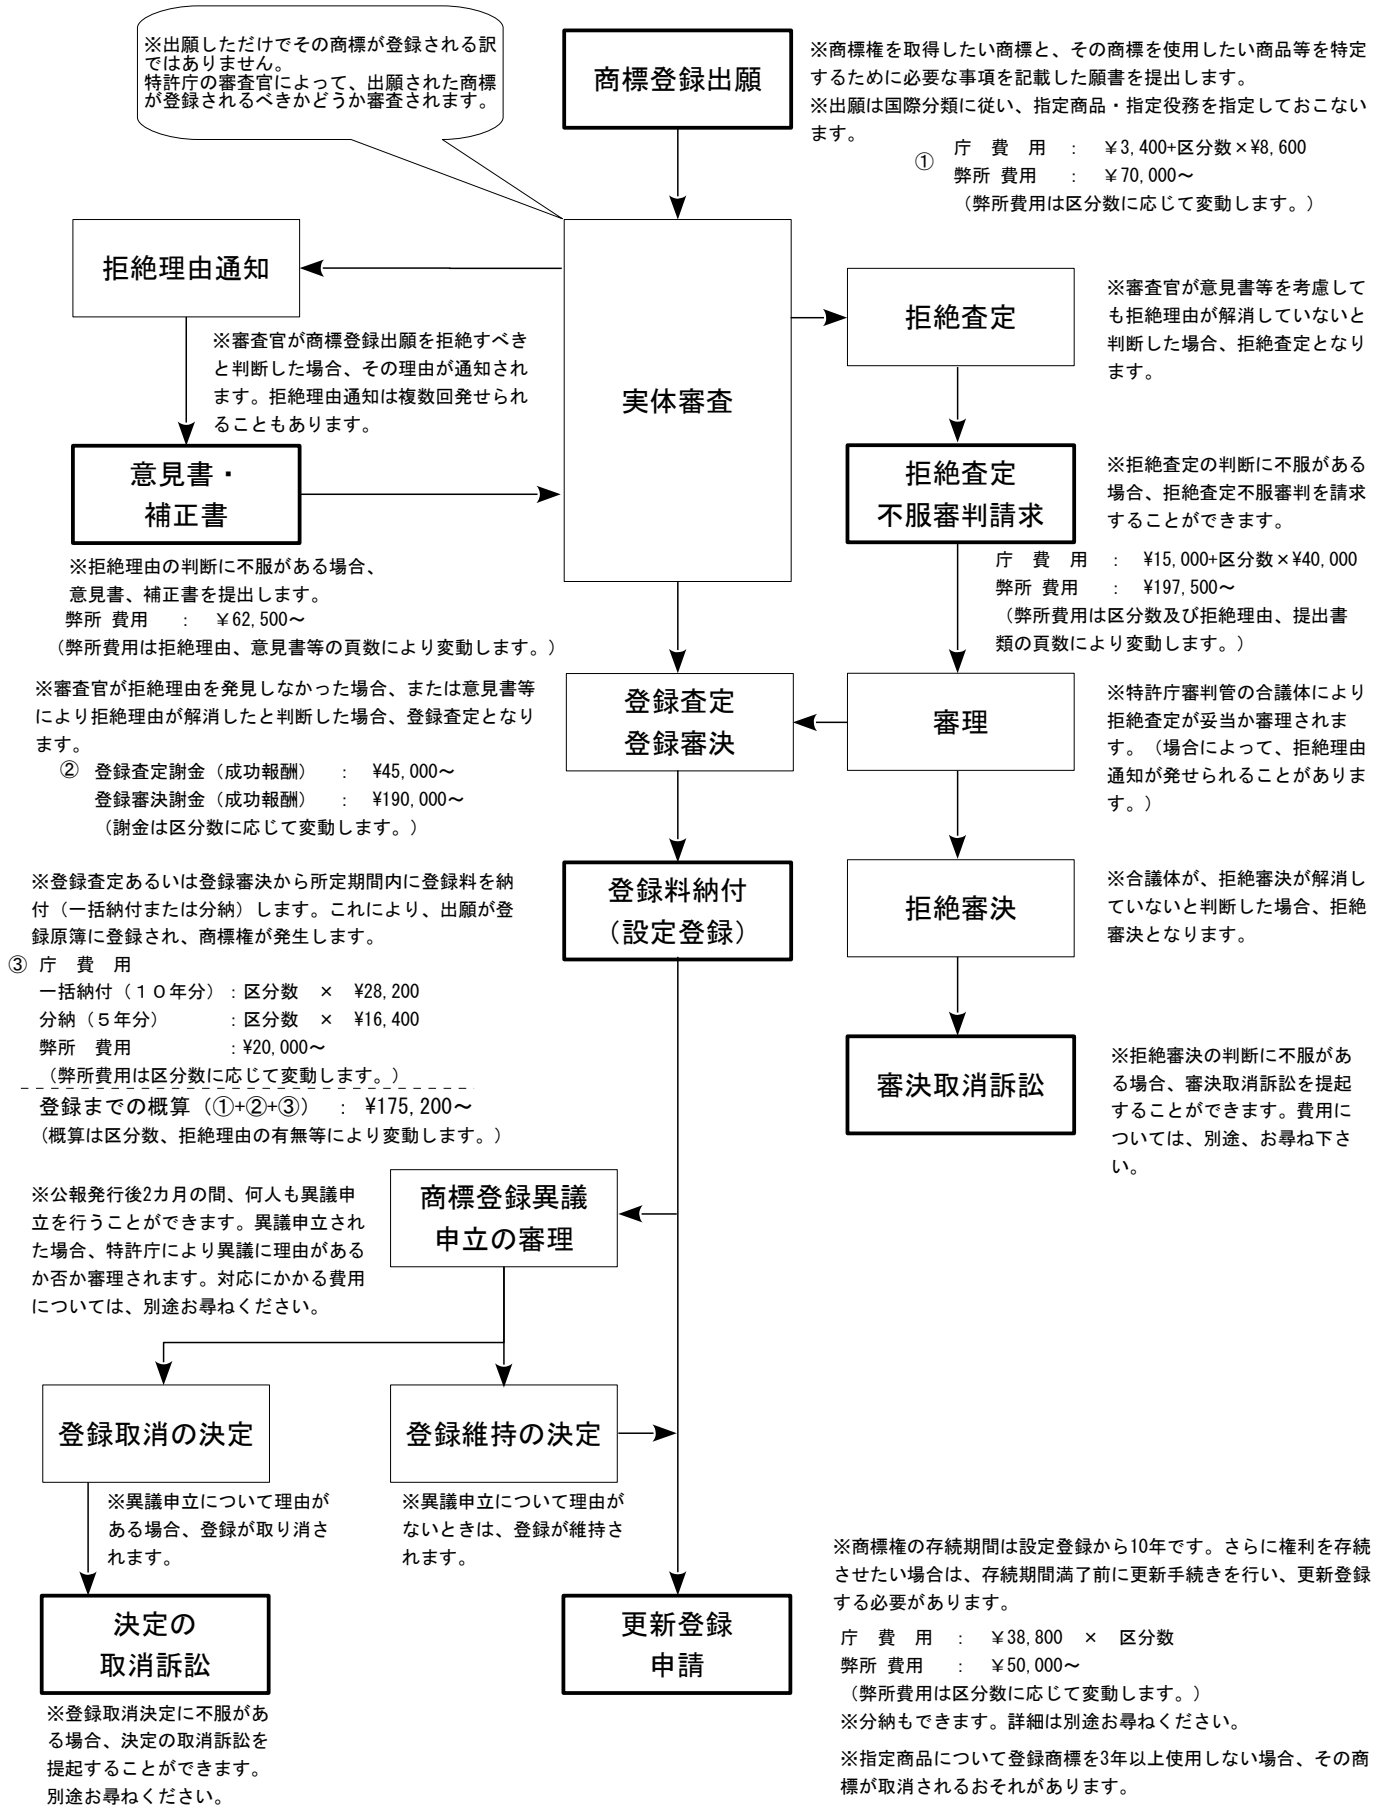 ※出願しただけでその商標が登録される訳
ではありません。
特許庁の審査官によって、出願された商標
が登録されるべきかどうか審査されます。
商標登録出願
※商標権を取得したい商標と、その商標を使用したい商品等を特定
するために必要な事項を記載した願書を提出します。
※出願は国際分類に従い、指定商品・指定役務を指定しておこない
ます。
① 庁 費 用 : ￥3,400+区分数×¥8,600
弊所 費用 : ￥70,000～
（弊所費用は区分数に応じて変動します。）
拒絶理由通知
※審査官が商標登録出願を拒絶すべき
と判断した場合、その理由が通知され
ます。拒絶理由通知は複数回発せられ
ることもあります。
実体審査
拒絶査定
※審査官が意見書等を考慮して
も拒絶理由が解消していないと
判断した場合、拒絶査定となり
ます。
意見書・
補正書
※拒絶理由の判断に不服がある場合、
意見書、補正書を提出します。
弊所 費用 : ￥62,500～
（弊所費用は拒絶理由、意見書等の頁数により変動します。）
拒絶査定
不服審判請求
※拒絶査定の判断に不服がある
場合、拒絶査定不服審判を請求
することができます。
庁 費 用 : ¥15,000+区分数×¥40,000
弊所 費用 : ¥197,500～
（弊所費用は区分数及び拒絶理由、提出書
類の頁数により変動します。）
※審査官が拒絶理由を発見しなかった場合、または意見書等
により拒絶理由が解消したと判断した場合、登録査定となり
ます。
② 登録査定謝金（成功報酬） : ¥45,000～
登録審決謝金（成功報酬） : ¥190,000～
（謝金は区分数に応じて変動します。）
登録査定
登録審決
審理
※特許庁審判管の合議体により
拒絶査定が妥当か審理されま
す。（場合によって、拒絶理由
通知が発せられることがありま
す。）
※登録査定あるいは登録審決から所定期間内に登録料を納
付（一括納付または分納）します。これにより、出願が登
録原簿に登録され、商標権が発生します。
③ 庁 費 用
一括納付（１０年分）：区分数 × ¥28,200
分納（５年分） ：区分数 × ¥16,400
弊所 費用 ：¥20,000～
（弊所費用は区分数に応じて変動します。）
登録までの概算（①+②+③） : ¥175,200～
（概算は区分数、拒絶理由の有無等により変動します。）
登録料納付
（設定登録）
拒絶審決
※合議体が、拒絶審決が解消し
ていないと判断した場合、拒絶
審決となります。
審決取消訴訟
※拒絶審決の判断に不服があ
る場合、審決取消訴訟を提起
することができます。費用に
ついては、別途、お尋ね下さ
い。
※公報発行後2カ月の間、何人も異議申
立を行うことができます。異議申立され
た場合、特許庁により異議に理由がある
か否か審理されます。対応にかかる費用
については、別途お尋ねください。
商標登録異議
申立の審理
登録取消の決定
※異議申立について理由が
ある場合、登録が取り消さ
れます。
登録維持の決定
※異議申立について理由が
ないときは、登録が維持さ
れます。
決定の
取消訴訟
※登録取消決定に不服があ
る場合、決定の取消訴訟を
提起することができます。
別途お尋ねください。
更新登録
申請
※商標権の存続期間は設定登録から10年です。さらに権利を存続
させたい場合は、存続期間満了前に更新手続きを行い、更新登録
する必要があります。
庁 費 用 : ￥38,800 × 区分数
弊所 費用 : ￥50,000～
（弊所費用は区分数に応じて変動します。）
※分納もできます。詳細は別途お尋ねください。
※指定商品について登録商標を3年以上使用しない場合、その商
標が取消されるおそれがあります。